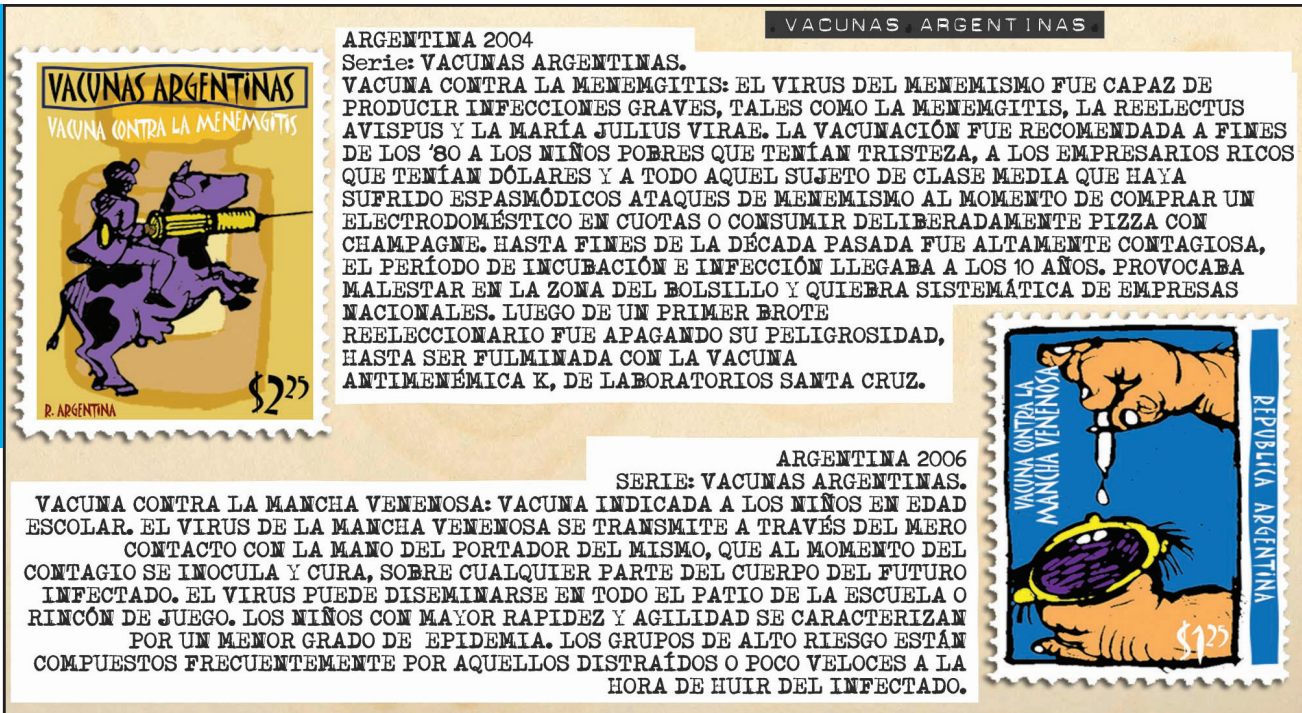 VACUNAS ARGENTINAS
VACUNAS ARGENTINAS
VACUNA CONTRA LA MENEMGITIS
R. ARGENTINA
$2.25
ARGENTINA 2004
Serie: VACUNAS ARGENTINAS.
VACUNA CONTRA LA MENEMGITIS: EL VIRUS DEL MENEMISMO FUE CAPAZ DE
PRODUCIR INFECCIONES GRAVES, TALES COMO LA MENEMGITIS, LA REELECTUS
AVISPUS Y LA MARÍA JULIUS VIRAE. LA VACUNACIÓN FUE RECOMENDADA A FINES
DE LOS '80 A LOS NIÑOS POBRES QUE TENÍAN TRISTEZA, A LOS EMPRESARIOS RICOS
QUE TENÍAN DÓLARES Y A TODO AQUEL SUJETO DE CLASE MEDIA QUE HAYA
SUFRIDO ESPASMÓDICOS ATAQUES DE MENEMISMO AL MOMENTO DE COMPRAR UN
ELECTRODOMÉSTICO EN CUOTAS O CONSUMIR DELIBERADAMENTE PIZZA CON
CHAMPAGNE. HASTA FINES DE LA DÉCADA PASADA FUE ALTAMENTE CONTAGIOSA,
EL PERÍODO DE INCUBACIÓN E INFECCIÓN LLEGABA A LOS 10 AÑOS. PROVOCABA
MALESTAR EN LA ZONA DEL BOLSILLO Y QUIEBRA SISTEMÁTICA DE EMPRESAS
NACIONALES. LUEGO DE UN PRIMER BROTE
REELECCIONARIO FUE APAGANDO SU PELIGROSIDAD,
HASTA SER FULMINADA CON LA VACUNA
ANTIMENÉMICA K, DE LABORATORIOS SANTA CRUZ.
ARGENTINA 2006
SERIE: VACUNAS ARGENTINAS.
VACUNA CONTRA LA MANCHA VENENOSA: VACUNA INDICADA A LOS NIÑOS EN EDAD
ESCOLAR. EL VIRUS DE LA MANCHA VENENOSA SE TRANSMITE A TRAVÉS DEL MERO
CONTACTO CON LA MANO DEL PORTADOR DEL MISMO, QUE AL MOMENTO DEL
CONTAGIO SE INOCULA Y CURA, SOBRE CUALQUIER PARTE DEL CUERPO DEL FUTURO
INFECTADO. EL VIRUS PUEDE DISEMINARSE EN TODO EL PATIO DE LA ESCUELA O
RINCÓN DE JUEGO. LOS NIÑOS CON MAYOR RAPIDEZ Y AGILIDAD SE CARACTERIZAN
POR UN MENOR GRADO DE EPIDEMIA. LOS GRUPOS DE ALTO RIESGO ESTÁN
COMPUESTOS FRECUENTEMENTE POR AQUELLOS DISTRAÍDOS O POCO VELOCES A LA
HORA DE HUIR DEL INFECTADO.
VACUNA CONTRA LA
MANCHA VENENOSA
REPUBLICA ARGENTINA
$1.25